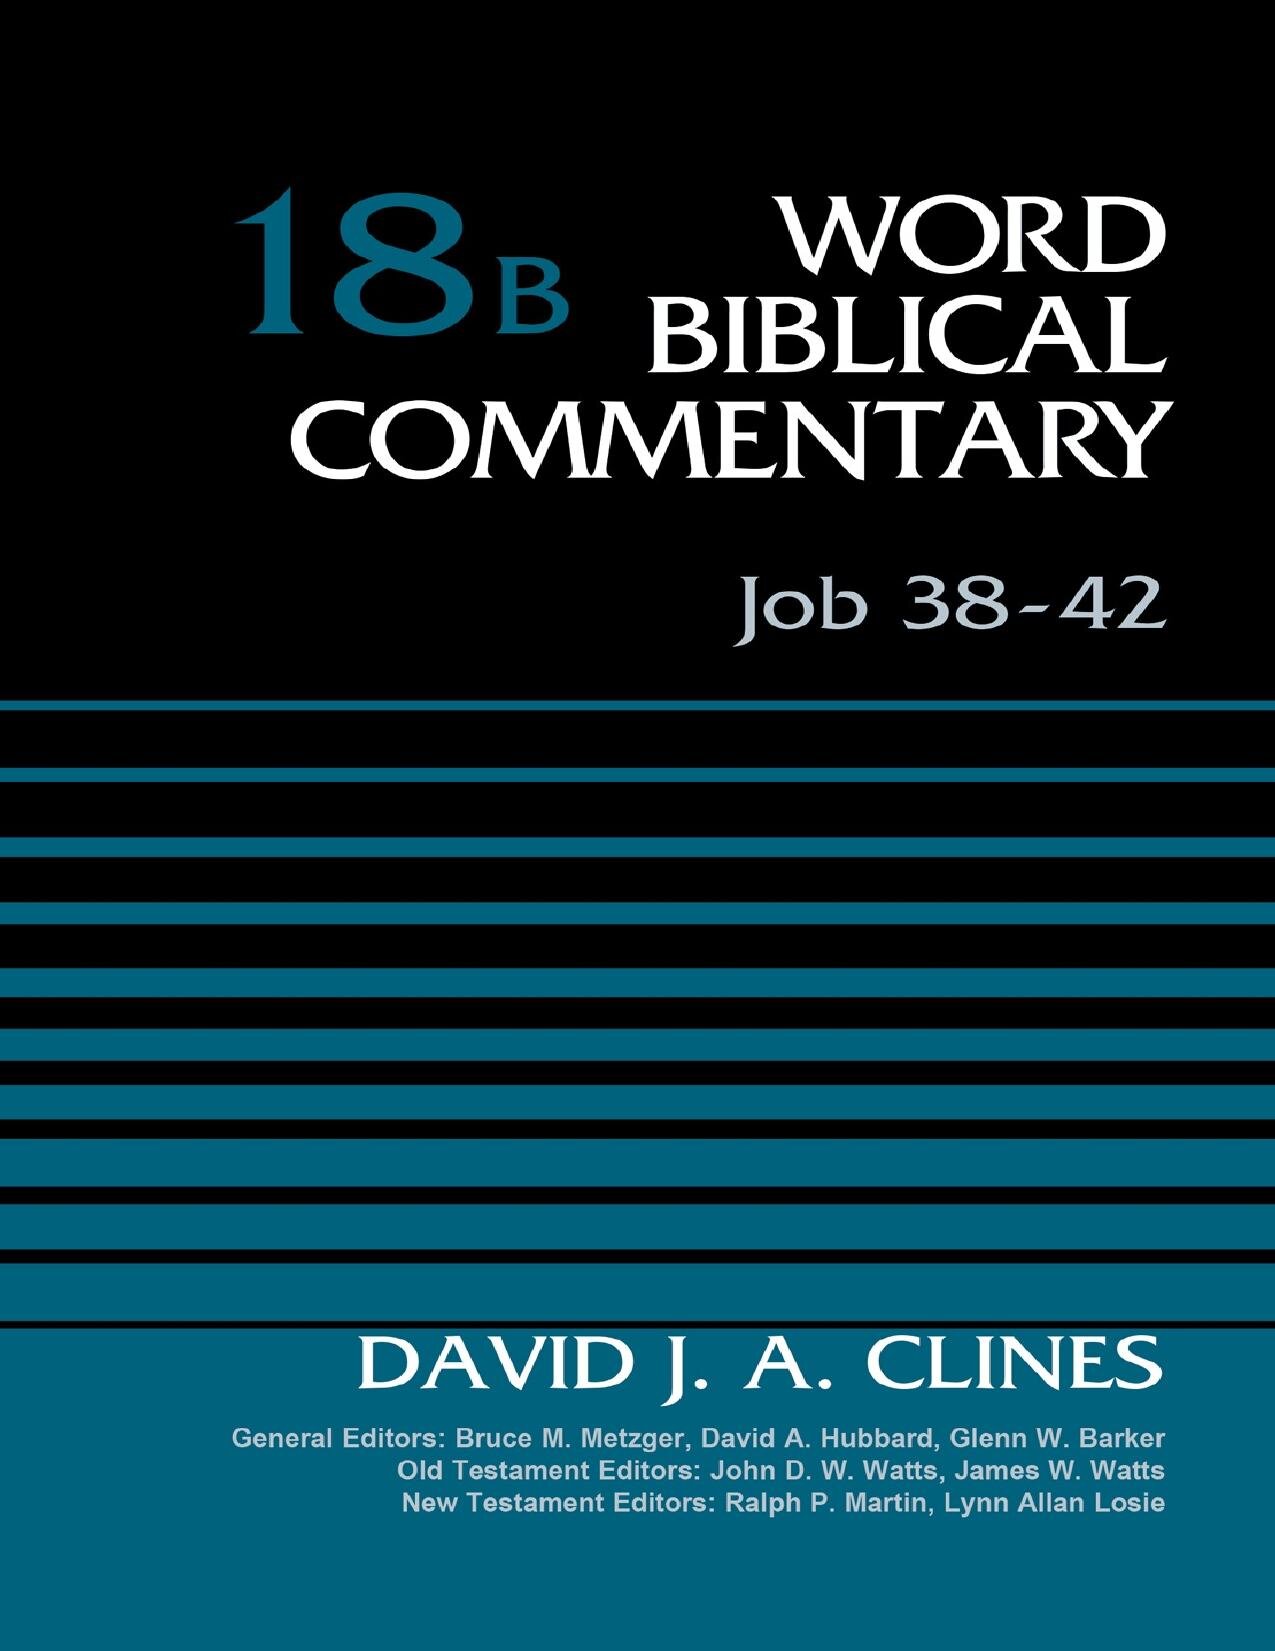 18B
WORD
BIBLICAL
COMMENTARY
Job 38-42
DAVID J. A. CLINES
General Editors: Bruce M. Metzger, David A. Hubbard, Glenn W. Barker
Old Testament Editors: John D. W. Watts, James W. Watts
New Testament Editors: Ralph P. Martin, Lynn Allan Losie